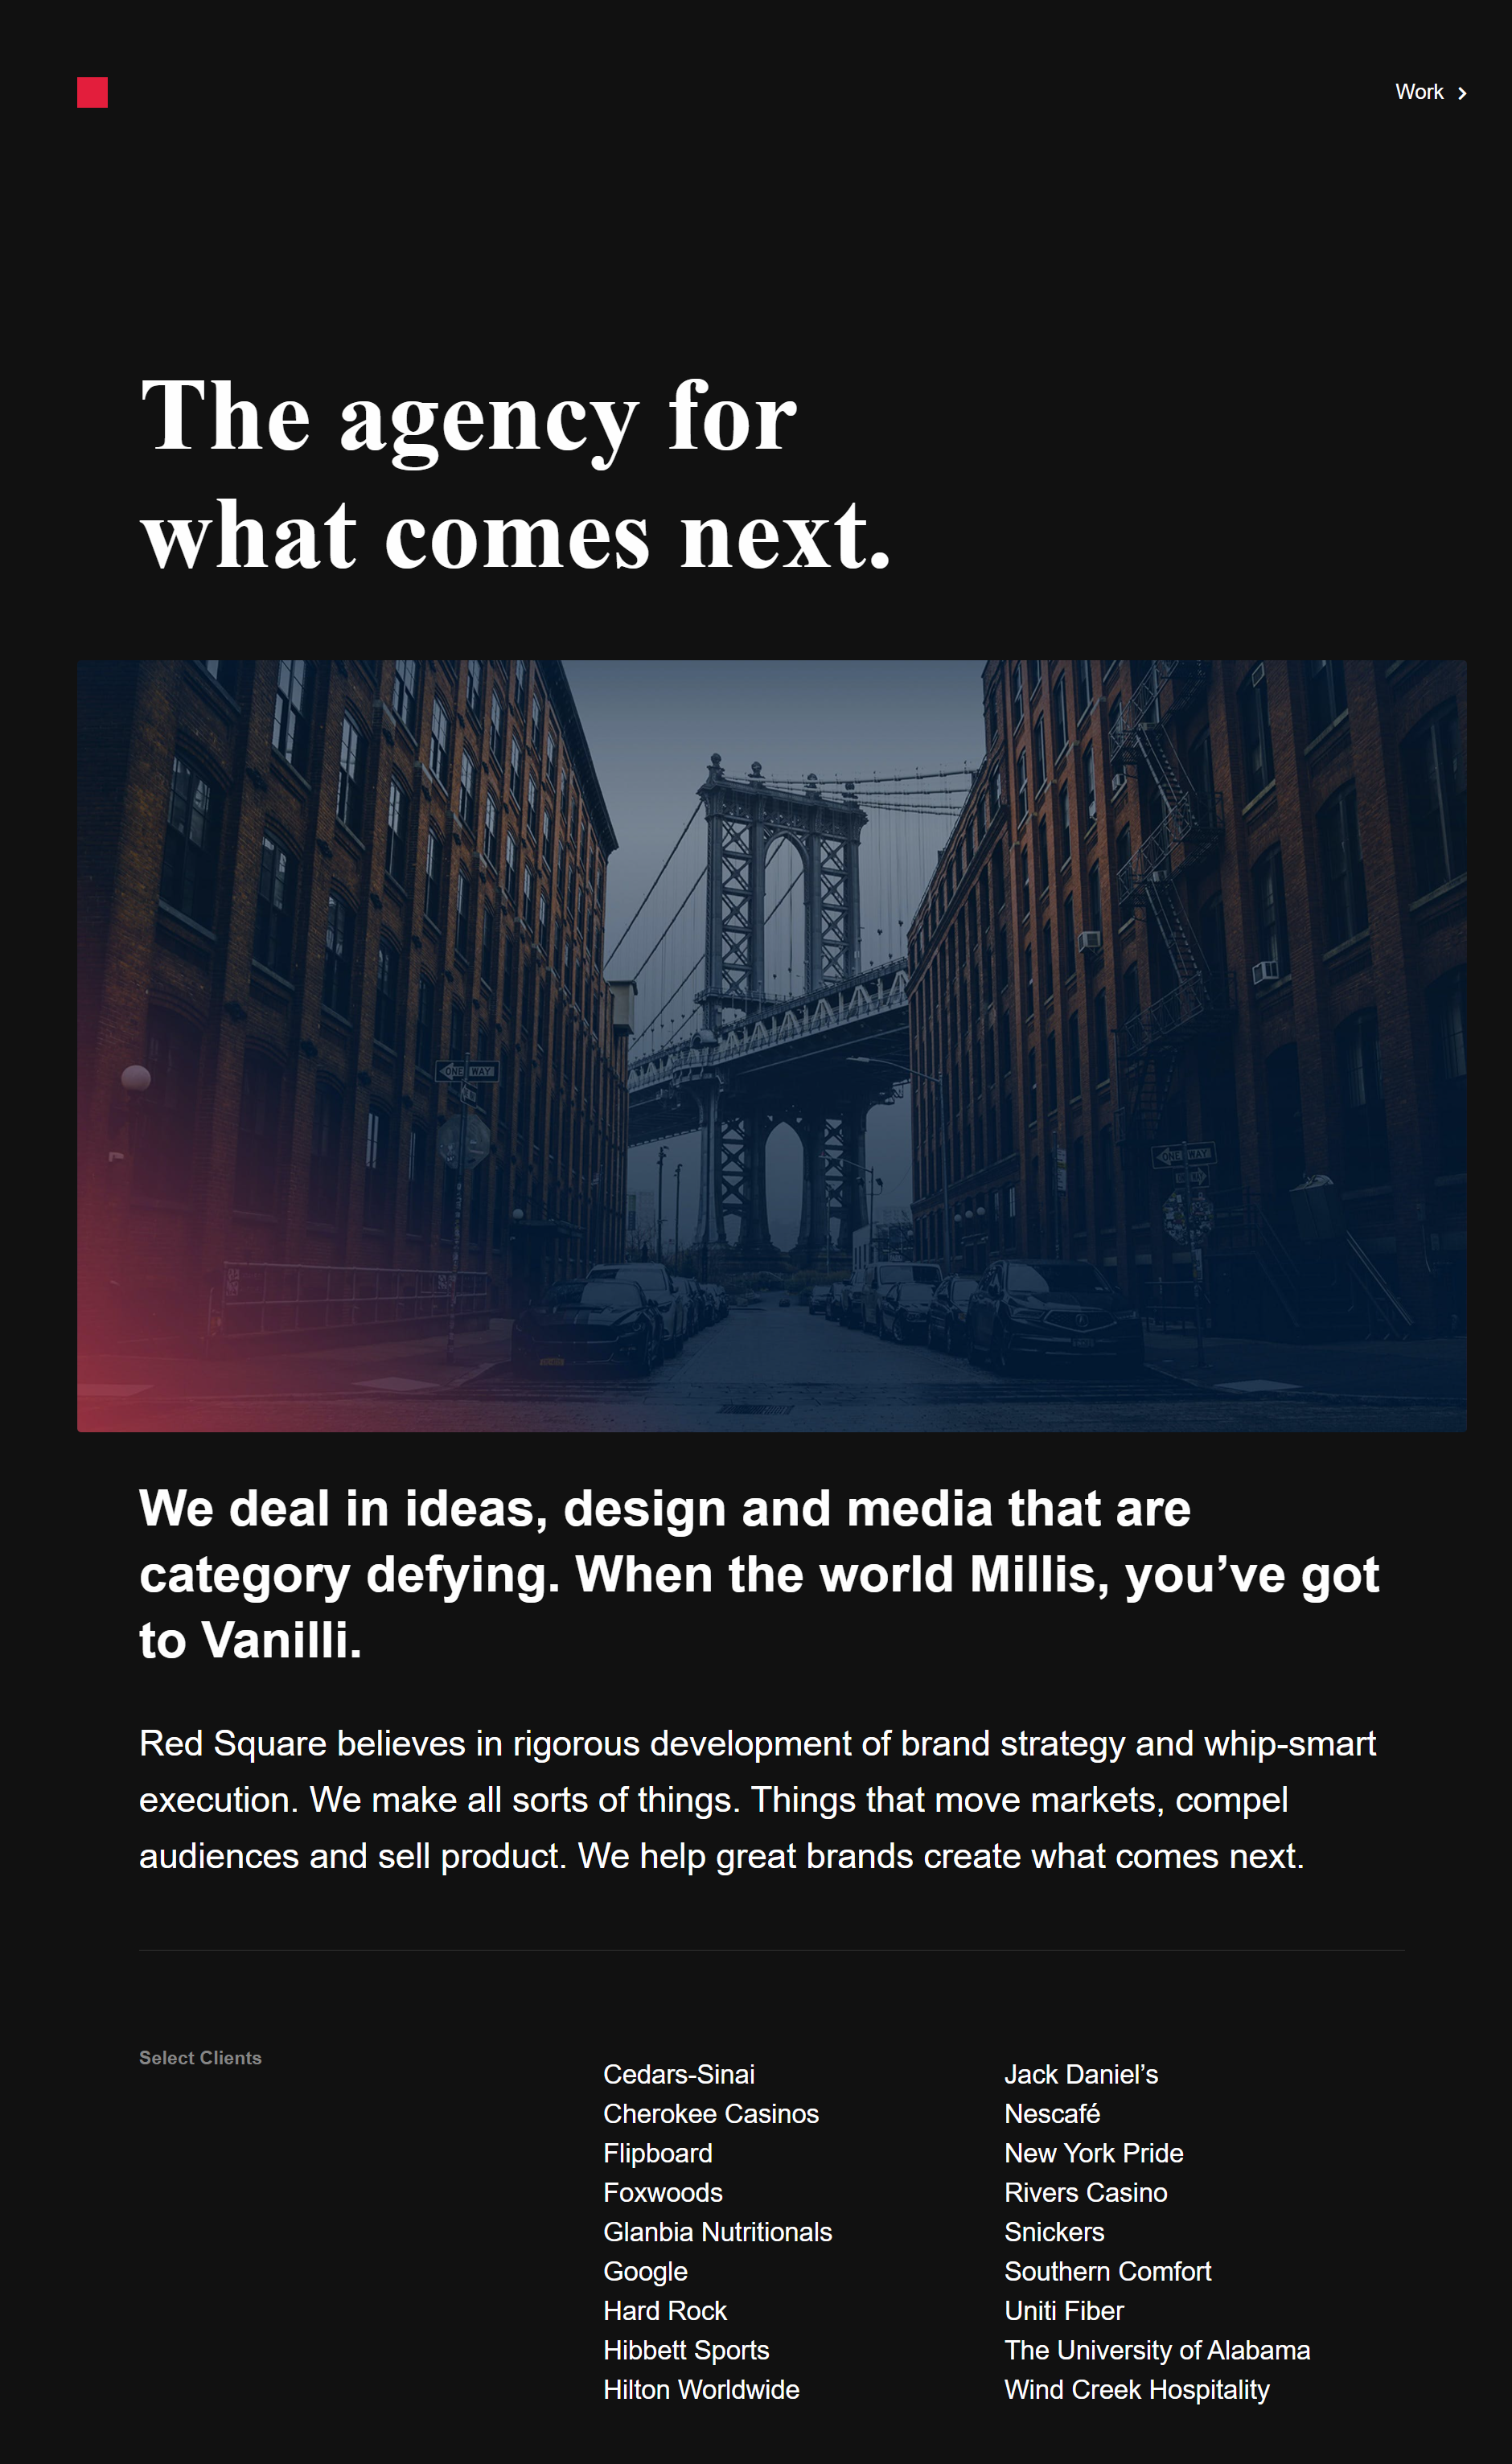 Work
The agency for
what comes next.
ONE WAY
ONE WAY
We deal in ideas, design and media that are
category defying. When the world Millis, you’ve got
to Vanilli.
Red Square believes in rigorous development of brand strategy and whip-smart
execution. We make all sorts of things. Things that move markets, compel
audiences and sell product. We help great brands create what comes next.
Select Clients
Cedars-Sinai
Cherokee Casinos
Flipboard
Foxwoods
Glanbia Nutritionals
Google
Hard Rock
Hibbett Sports
Hilton Worldwide
Jack Daniel’s
Nescafé
New York Pride
Rivers Casino
Snickers
Southern Comfort
Uniti Fiber
The University of Alabama
Wind Creek Hospitality